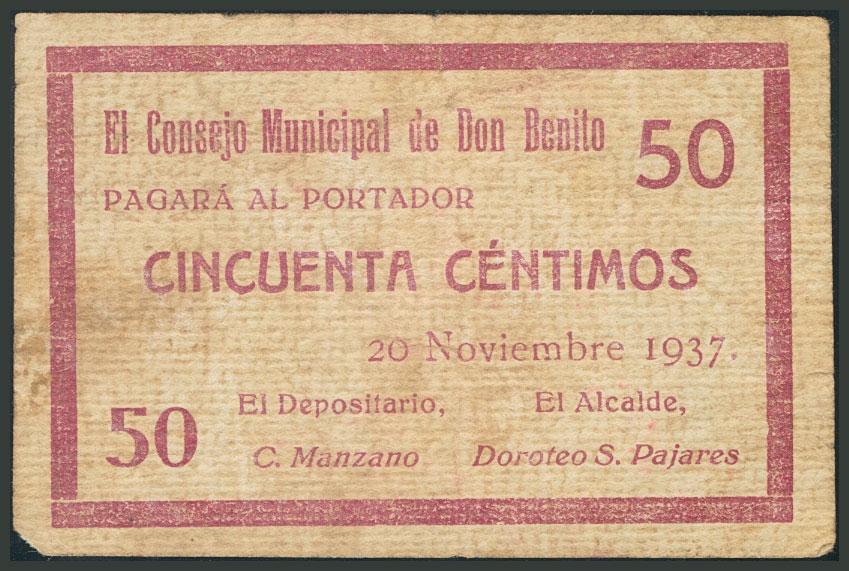 El Consejo Municipal de Don Benito
50
PAGARÁ AL PORTADOR
CINCUENTA CÉNTIMOS
20 Noviembre 1937.
El Depositario, El Alcalde,
50
C. Manzano Doroteo S. Pajares